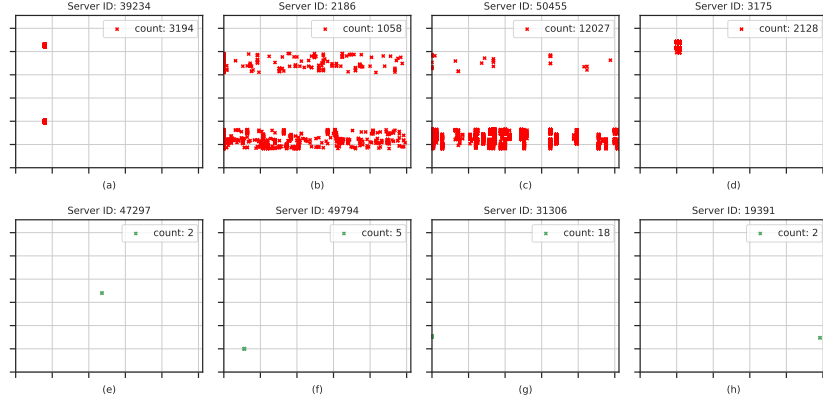 Server ID: 39234
count: 3194
(a)
Server ID: 2186
count: 1058
(b)
Server ID: 50455
count: 12027
(c)
Server ID: 3175
count: 2128
(d)
Server ID: 47297
count: 2
(e)
Server ID: 49794
count: 5
(f)
Server ID: 31306
count: 18
(g)
Server ID: 19391
count: 2
(h)